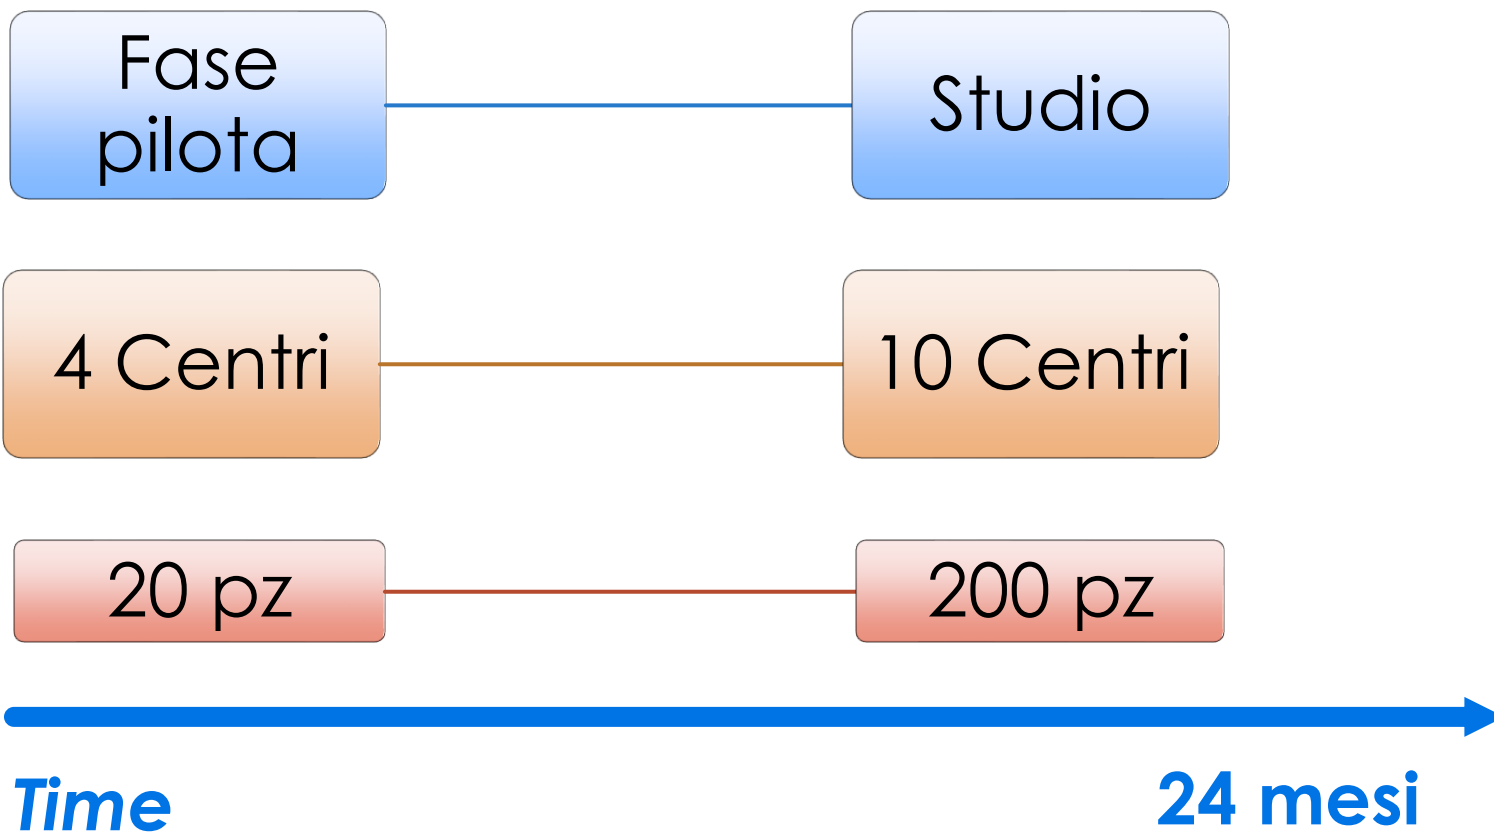 Fase
pilota
Studio
4 Centri
10 Centri
20 pz
200 pz
Time
24 mesi